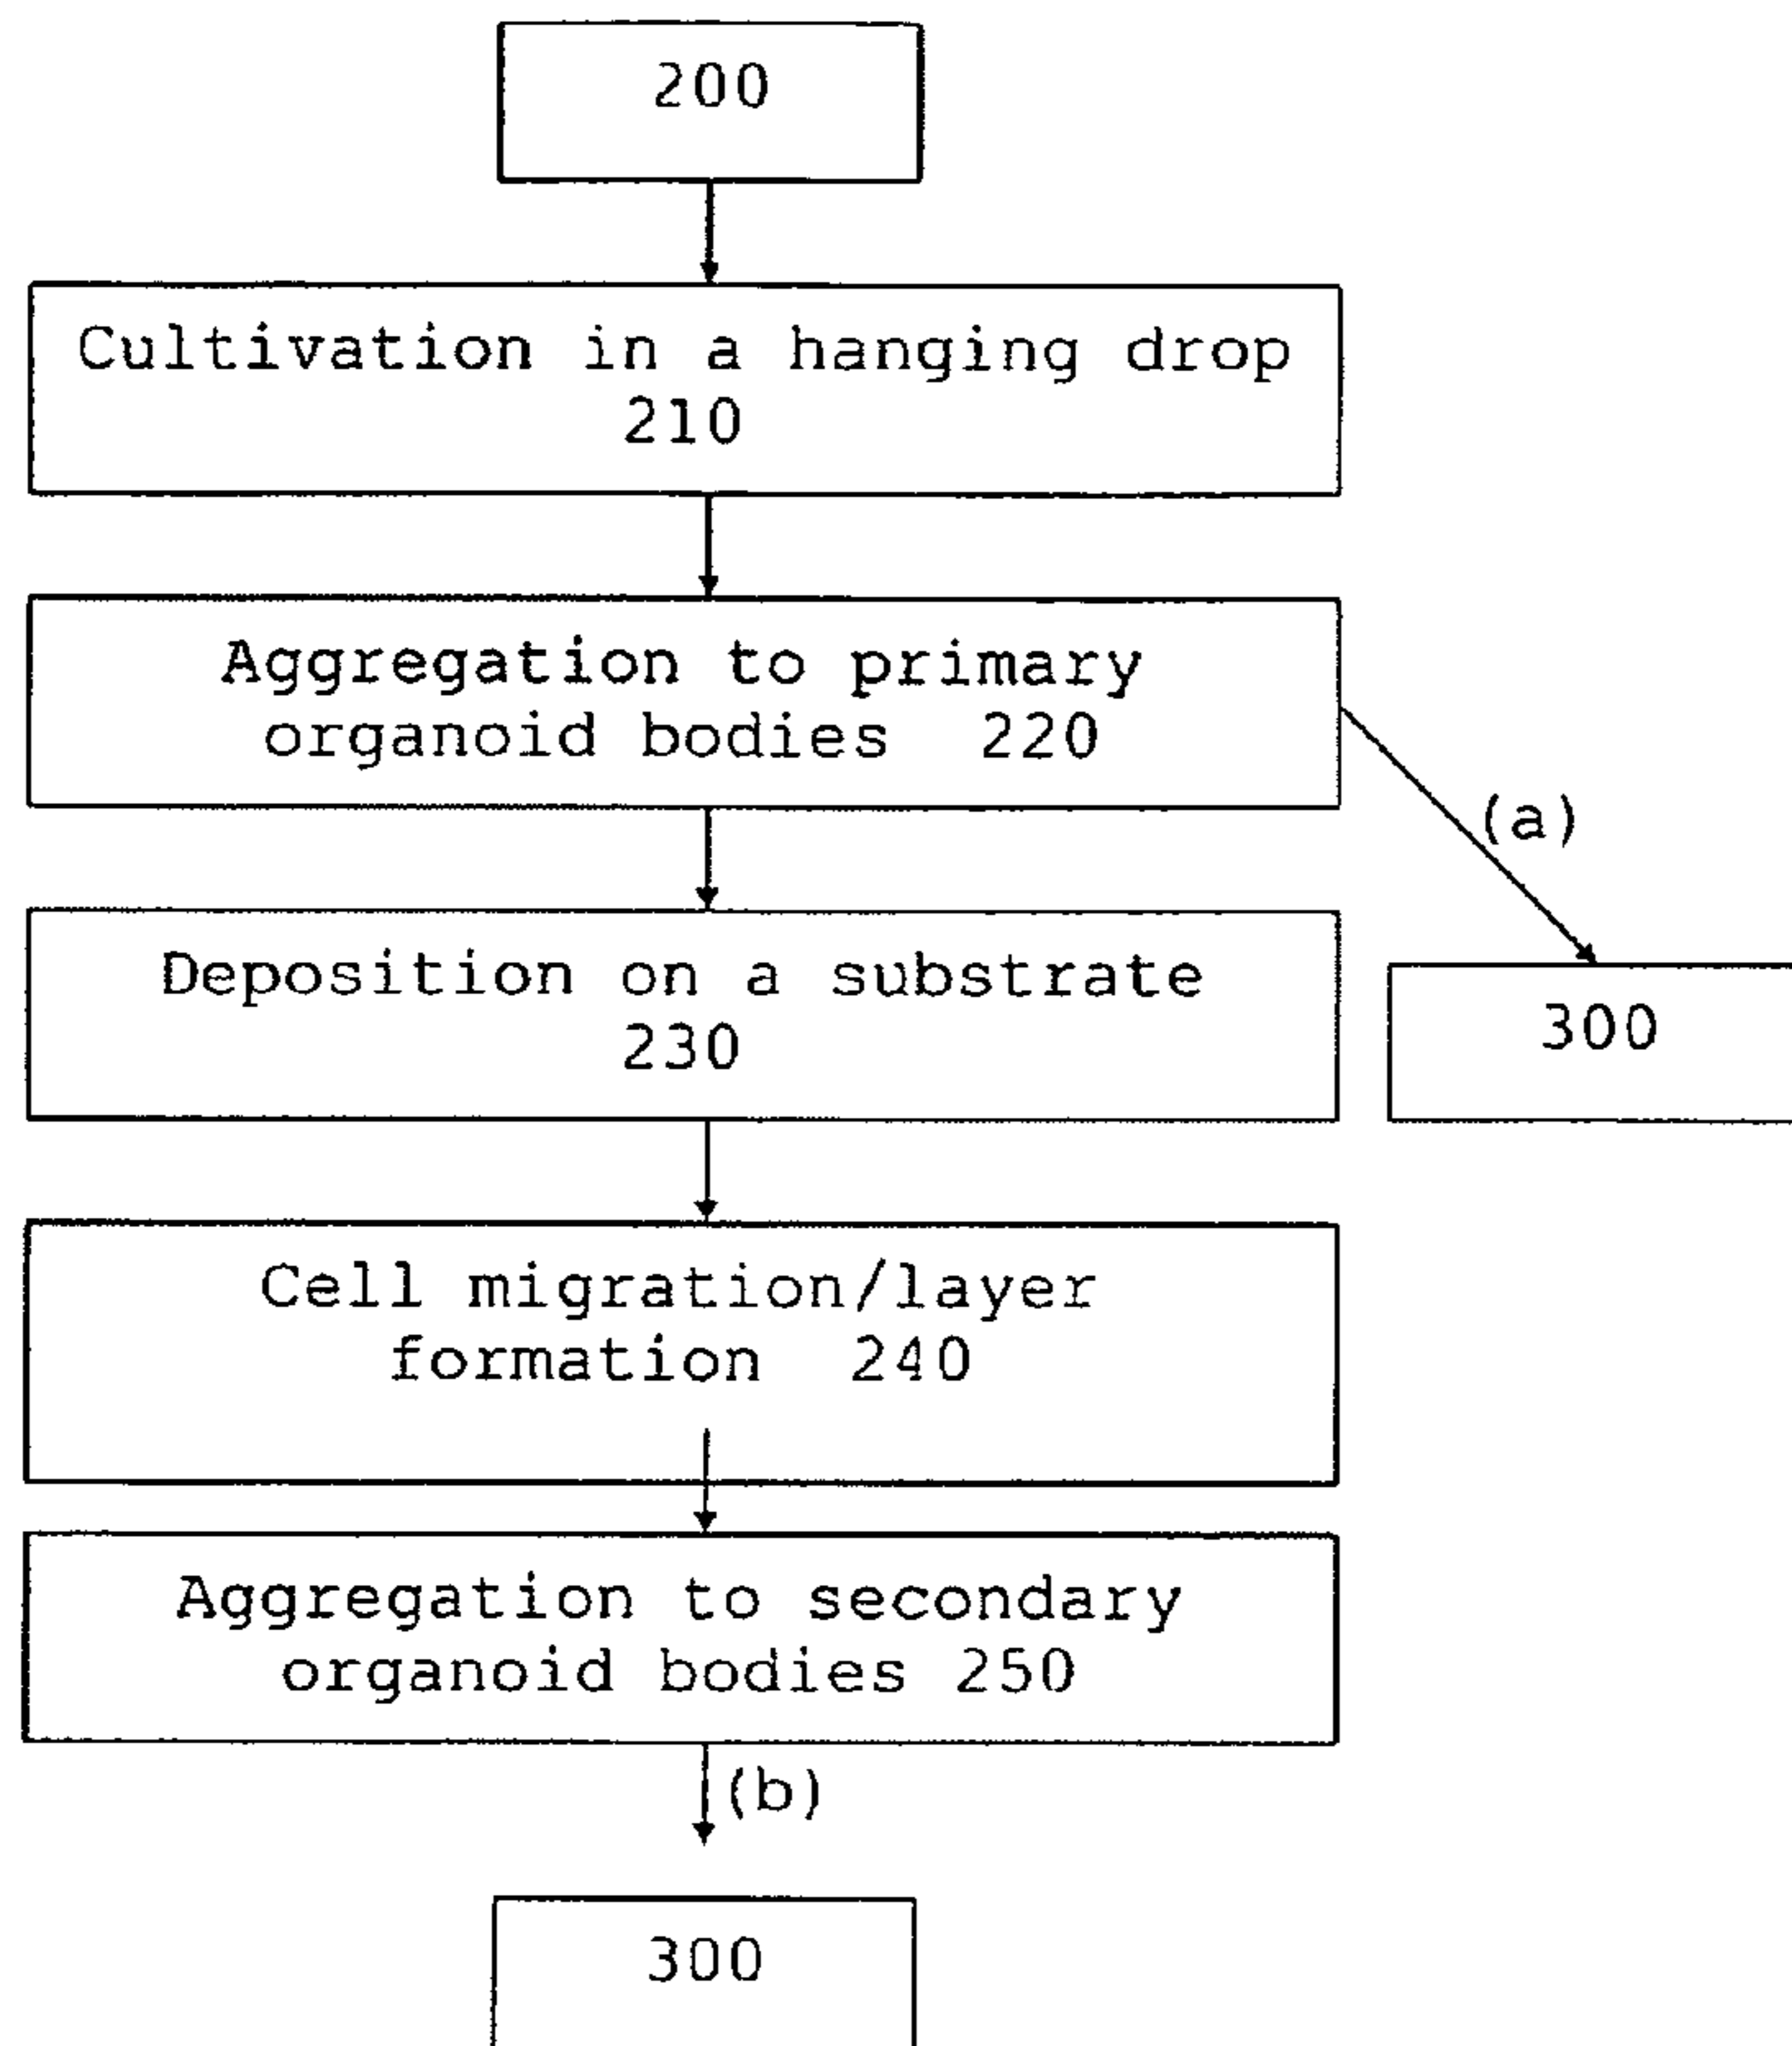 200
Cultivation in a hanging drop
210
Aggregation to primary
organoid bodies 220
(a)
Deposition on a substrate
230
300
Cell migration/layer
formation 240
Aggregation to secondary
organoid bodies 250
(b)
300